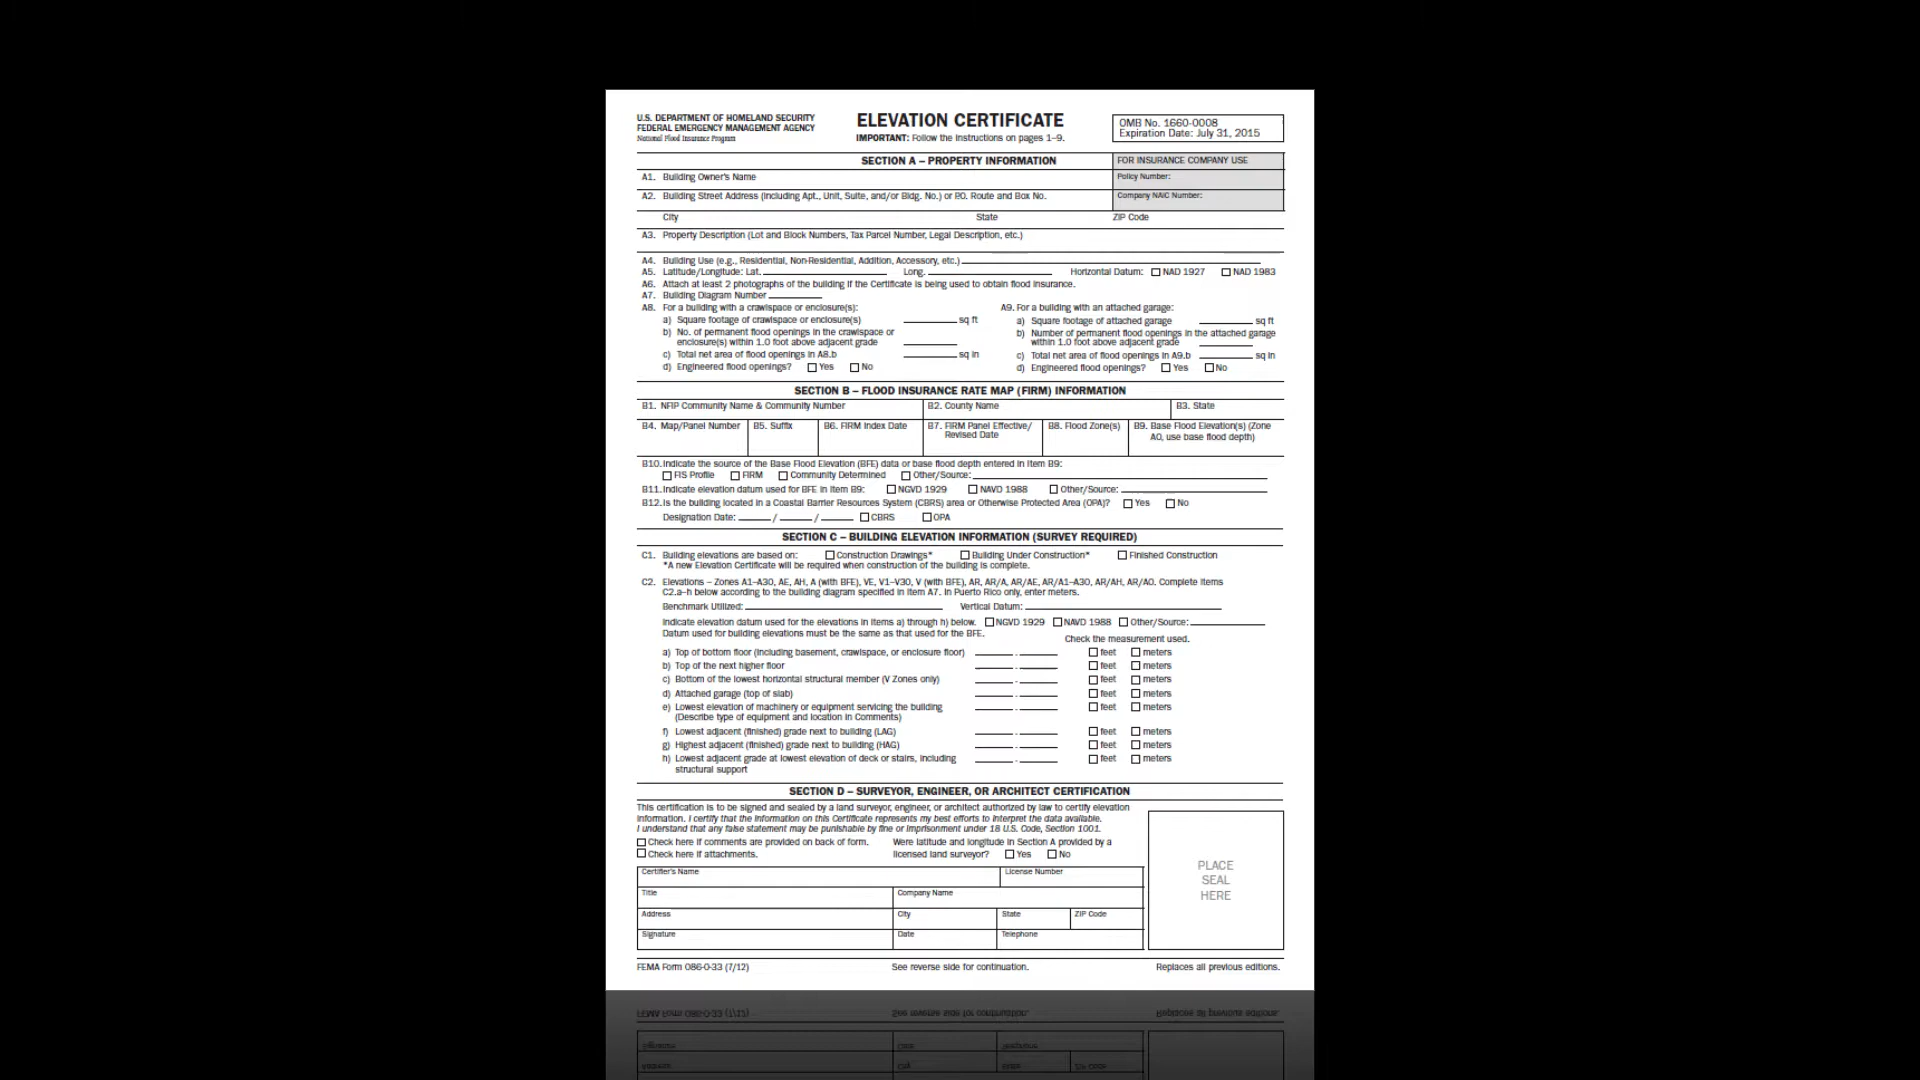 U.S. DEPARTMENT OF HOMELAND SECURITY
FEDERAL EMERGENCY MANAGEMENT AGENCY
National Flood Insurance Program
ELEVATION CERTIFICATE
IMPORTANT: Follow the instructions on pages 1–9.
OMB No. 1660-0008
Expiration Date: July 31, 2015
SECTION A – PROPERTY INFORMATION
FOR INSURANCE COMPANY USE
A1. Building Owner's Name
Policy Number:
A2. Building Street Address (including Apt., Unit, Suite, and/or Bldg. No.) or P.O. Route and Box No.
Company NAIC Number:
City State ZIP Code
A3. Property Description (Lot and Block Numbers, Tax Parcel Number, Legal Description, etc.)
A4. Building Use (e.g., Residential, Non-Residential, Addition, Accessory, etc.)
A5. Latitude/Longitude: Lat. Long. Horizontal Datum: NAD 1927 NAD 1983
A6. Attach at least 2 photographs of the building if the Certificate is being used to obtain flood insurance.
A7. Building Diagram Number
A8. For a building with a crawlspace or enclosure(s):
a) Square footage of crawlspace or enclosure(s) sq ft
b) No. of permanent flood openings in the crawlspace or
enclosure(s) within 1.0 foot above adjacent grade
c) Total net area of flood openings in A8.b sq in
d) Engineered flood openings? Yes No
A9. For a building with an attached garage:
a) Square footage of attached garage sq ft
b) Number of permanent flood openings in the attached garage
within 1.0 foot above adjacent grade
c) Total net area of flood openings in A9.b sq in
d) Engineered flood openings? Yes No
SECTION B – FLOOD INSURANCE RATE MAP (FIRM) INFORMATION
B1. NFIP Community Name & Community Number B2. County Name B3. State
B4. Map/Panel Number B5. Suffix B6. FIRM Index Date B7. FIRM Panel Effective/
Revised Date
B8. Flood Zone(s) B9. Base Flood Elevation(s) (Zone
AO, use base flood depth)
B10. Indicate the source of the Base Flood Elevation (BFE) data or base flood depth entered in Item B9:
FIS Profile FIRM Community Determined Other/Source:
B11. Indicate elevation datum used for BFE in Item B9: NGVD 1929 NAVD 1988 Other/Source:
B12. Is the building located in a Coastal Barrier Resources System (CBRS) area or Otherwise Protected Area (OPA)? Yes No
Designation Date: / / CBRS OPA
SECTION C – BUILDING ELEVATION INFORMATION (SURVEY REQUIRED)
C1. Building elevations are based on: Construction Drawings* Building Under Construction* Finished Construction
*A new Elevation Certificate will be required when construction of the building is complete.
C2. Elevations – Zones A1–A30, AE, AH, A (with BFE), VE, V1–V30, V (with BFE), AR, AR/A, AR/AE, AR/A1–A30, AR/AH, AR/AO. Complete Items
C2.a–h below according to the building diagram specified in Item A7. In Puerto Rico only, enter meters.
Benchmark Utilized: Vertical Datum:
Indicate elevation datum used for the elevations in items a) through h) below. NGVD 1929 NAVD 1988 Other/Source:
Datum used for building elevations must be the same as that used for the BFE.
Check the measurement used.
a) Top of bottom floor (including basement, crawlspace, or enclosure floor) . feet meters
b) Top of the next higher floor . feet meters
c) Bottom of the lowest horizontal structural member (V Zones only) . feet meters
d) Attached garage (top of slab) . feet meters
e) Lowest elevation of machinery or equipment servicing the building . feet meters
(Describe type of equipment and location in Comments)
f) Lowest adjacent (finished) grade next to building (LAG) . feet meters
g) Highest adjacent (finished) grade next to building (HAG) . feet meters
h) Lowest adjacent grade at lowest elevation of deck or stairs, including . feet meters
structural support
SECTION D – SURVEYOR, ENGINEER, OR ARCHITECT CERTIFICATION
This certification is to be signed and sealed by a land surveyor, engineer, or architect authorized by law to certify elevation
information. I certify that the information on this Certificate represents my best efforts to interpret the data available.
I understand that any false statement may be punishable by fine or imprisonment under 18 U.S. Code, Section 1001.
Check here if comments are provided on back of form.
Check here if attachments.
Were latitude and longitude in Section A provided by a
licensed land surveyor? Yes No
Certifier's Name License Number
Title Company Name
Address City State ZIP Code
Signature Date Telephone
PLACE
SEAL
HERE
FEMA Form 086-0-33 (7/12) See reverse side for continuation. Replaces all previous editions.